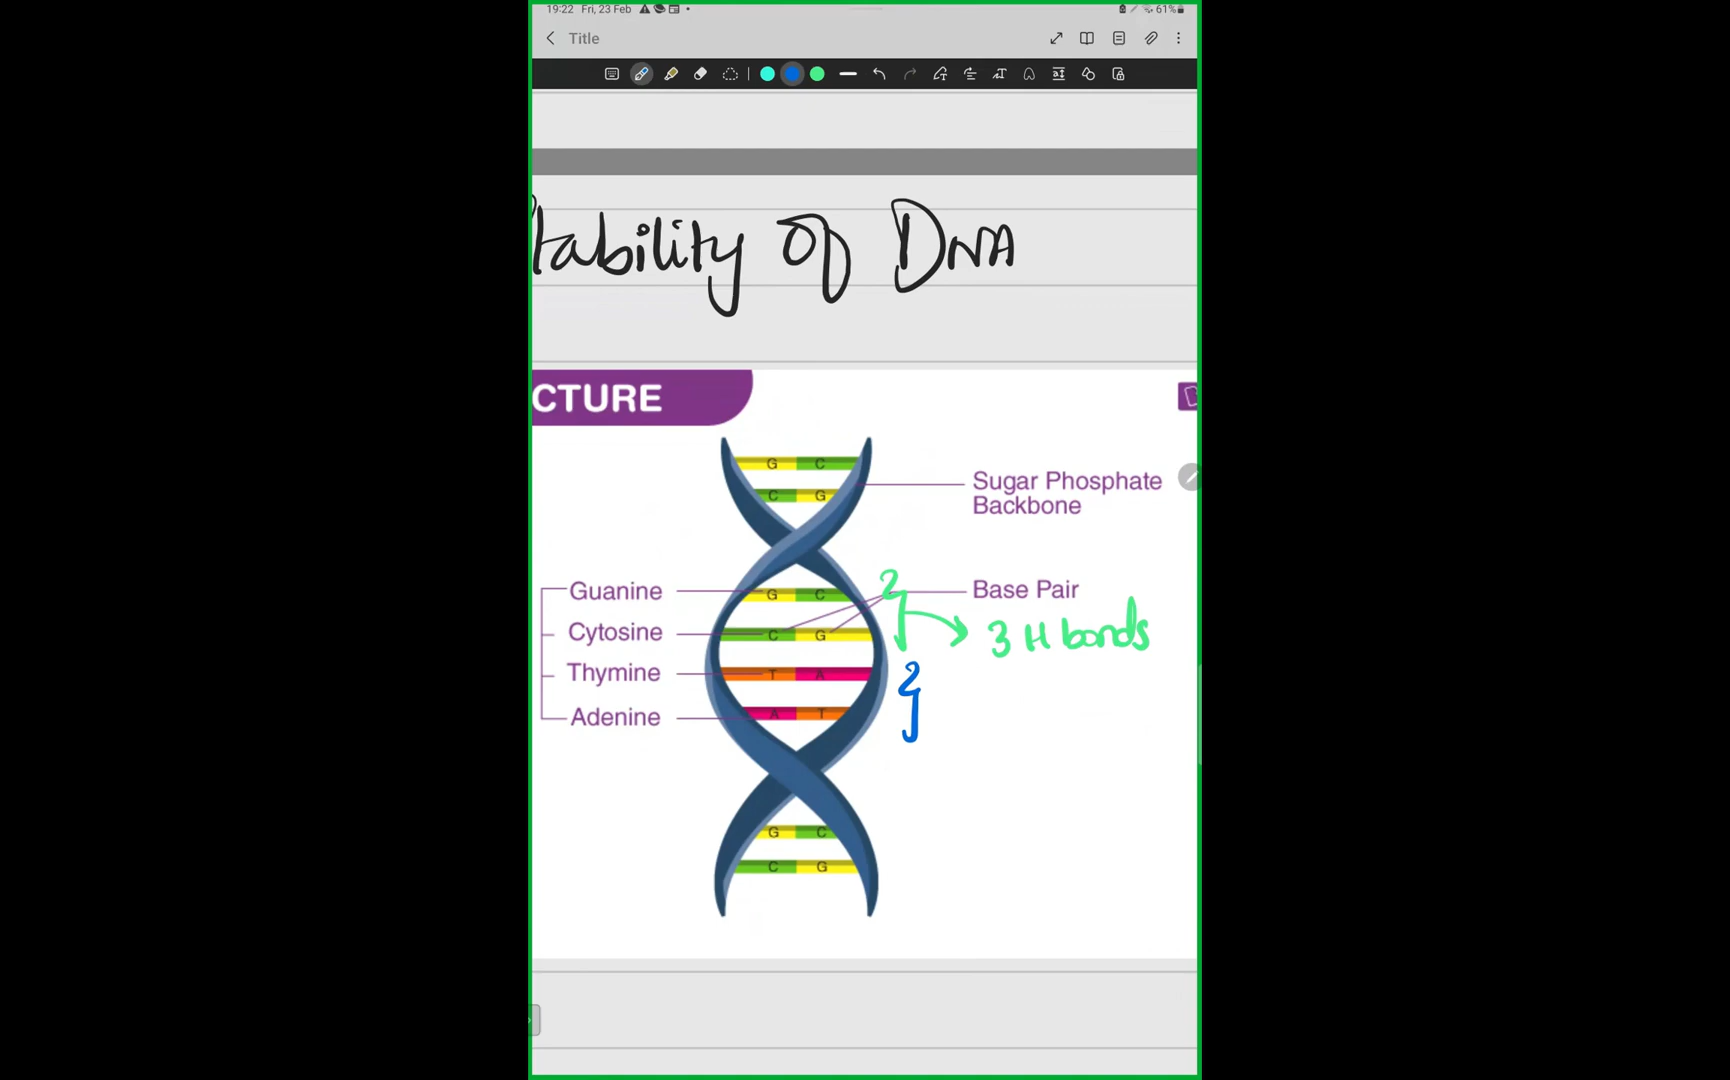 19:22 Fri, 23 Feb
61%
Title
tability Of DNA
CTURE
G C
C G
Sugar Phosphate
Backbone
Guanine
G C
Base Pair
Cytosine
C G
3 H bonds
Thymine
T A
Adenine
A T
G C
C G